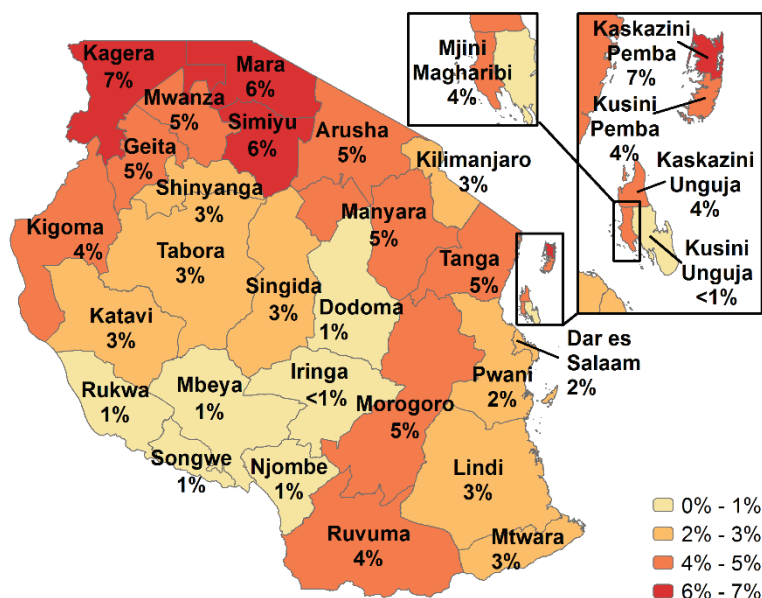 Kagera
7%
Mara
6%
Mwanza
5%
Simiyu
6%
Geita
5%
Arusha
5%
Kilimanjaro
3%
Shinyanga
3%
Kigoma
4%
Tabora
3%
Singida
3%
Manyara
5%
Tanga
5%
Dodoma
1%
Katavi
3%
Rukwa
1%
Mbeya
1%
Iringa
<1%
Morogoro
5%
Pwani
2%
Dar es
Salaam
2%
Songwe
1%
Njombe
1%
Lindi
3%
Ruvuma
4%
Mtwara
3%
Mjini
Magharibi
4%
Kaskazini
Pemba
7%
Kusini
Pemba
4%
Kaskazini
Unguja
4%
Kusini
Unguja
<1%
0% - 1%
2% - 3%
4% - 5%
6% - 7%